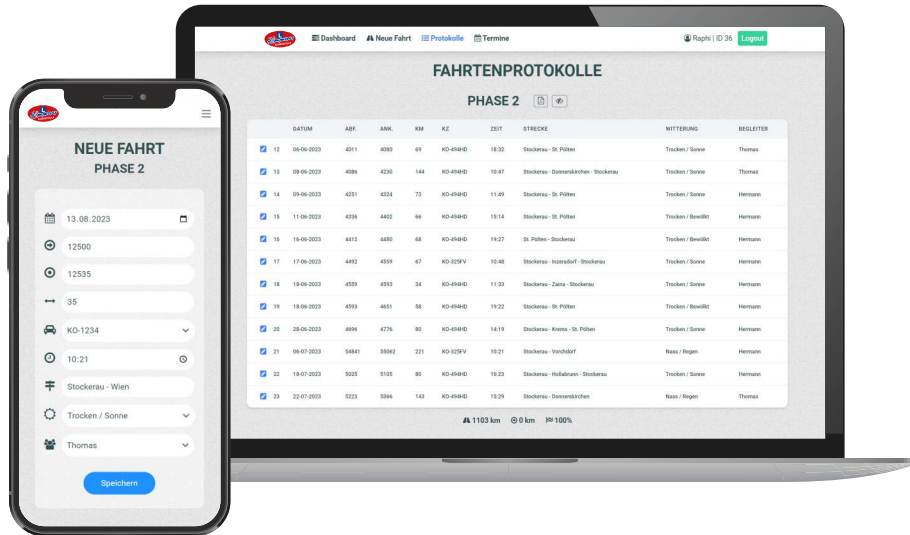 Dashboard Neue Fahrt Protokolle Termine Raphi | ID 36 Logout
FAHRTENPROTOKOLLE
PHASE 2
DATUM ABF. ANK. KM KZ ZEIT STRECKE WITTERUNG BEGLEITER
12 06-06-2023 4011 4080 69 KO-494HD 18:32 Stockerau - St. Pölten Trocken / Sonne Thomas
13 08-06-2023 4086 4230 144 KO-494HD 10:47 Stockerau - Donnerskirchen - Stockerau Trocken / Sonne Thomas
14 09-06-2023 4251 4324 73 KO-494HD 11:49 Stockerau - St. Pölten Trocken / Sonne Hermann
15 11-06-2023 4336 4402 66 KO-494HD 15:14 Stockerau - St. Pölten Trocken / Bewölkt Hermann
16 16-06-2023 4412 4480 68 KO-494HD 19:27 St. Pölten - Stockerau Trocken / Bewölkt Hermann
17 17-06-2023 4492 4559 67 KO-325FV 10:48 Stockerau - Inzersdorf - Stockerau Trocken / Sonne Hermann
18 18-06-2023 4559 4593 34 KO-494HD 11:33 Stockerau - Zaina - Stockerau Trocken / Sonne Hermann
19 18-06-2023 4593 4651 58 KO-494HD 19:22 Stockerau - St. Pölten Trocken / Bewölkt Hermann
20 28-06-2023 4696 4776 80 KO-494HD 14:19 Stockerau - Krems - St. Pölten Trocken / Sonne Hermann
21 06-07-2023 54841 55062 221 KO-325FV 10:21 Stockerau - Vorchdorf Nass / Regen Hermann
22 18-07-2023 5025 5105 80 KO-494HD 16:23 Stockerau - Hollabrunn - Stockerau Trocken / Sonne Hermann
23 22-07-2023 5223 5366 143 KO-494HD 15:29 Stockerau - Donnerskirchen Nass / Regen Thomas
1103 km 0 km 100%
NEUE FAHRT
PHASE 2
13.08.2023
12500
12535
35
KO-1234
10:21
Stockerau - Wien
Trocken / Sonne
Thomas
Speichern